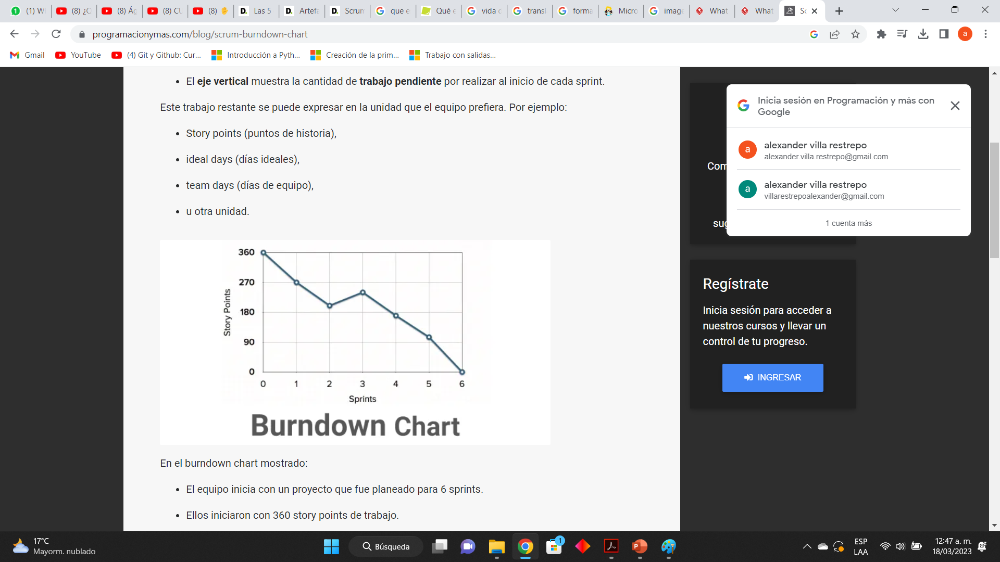 (1) W
(8) ¿C
(8) Ág
(8) CU
(8)
Las 5
Artefa
Scrum
que e
Qué e
vida c
transl
forma
Micro
imag
What
What
Sc
programacionymas.com/blog/scrum-burndown-chart
a
Gmail
YouTube
(4) Git y Github: Cur...
Introducción a Pyth...
Creación de la prim...
Trabajo con salidas...
• El eje vertical muestra la cantidad de trabajo pendiente por realizar al inicio de cada sprint.
Este trabajo restante se puede expresar en la unidad que el equipo prefiera. Por ejemplo:
• Story points (puntos de historia),
• ideal days (días ideales),
• team days (días de equipo),
• u otra unidad.
360
270
180
90
0
Story Points
0 1 2 3 4 5 6
Sprints
Burndown Chart
En el burndown chart mostrado:
• El equipo inicia con un proyecto que fue planeado para 6 sprints.
• Ellos iniciaron con 360 story points de trabajo.
Com
sug
Inicia sesión en Programación y más con
Google
a
alexander villa restrepo
alexander.villa.restrepo@gmail.com
a
alexander villa restrepo
villarestrepoalexander@gmail.com
1 cuenta más
Regístrate
Inicia sesión para acceder a
nuestros cursos y llevar un
control de tu progreso.
INGRESAR
17°C
Mayorm. nublado
Búsqueda
1
ESP
LAA
12:47 a. m.
18/03/2023